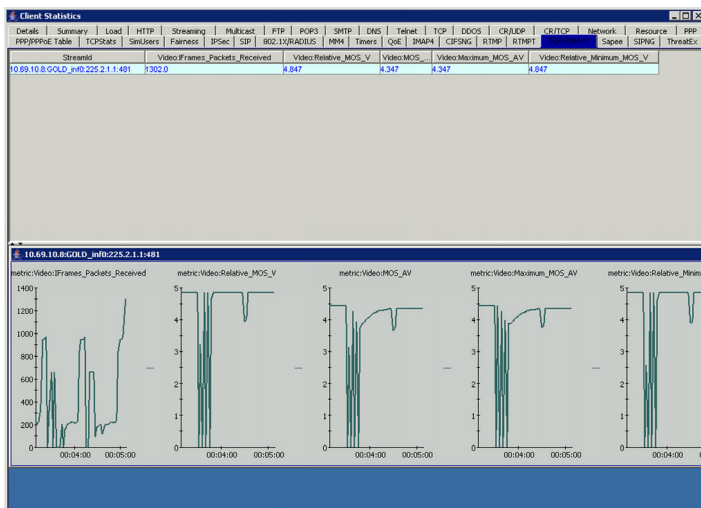 Client Statistics
Details Summary Load HTTP Streaming Multicast FTP POP3 SMTP DNS Telnet TCP DDOS CR/UDP CR/TCP Network Resource PPP
PPP/PPPoE Table TCPStats SimUsers Fairness IPSec SIP 802.1X/RADIUS MM4 Timers QoE IMAP4 CIFSNG RTMP RTMPT Sapee SIPNG ThreatEx
StreamId Video:IFrames_Packets_Received Video:Relative_MOS_V Video:MOS_... Video:Maximum_MOS_AV Video:Relative_Minimum_MOS_V
10.69.10.8:GOLD_inf0:225.2.1.1:481 1302.0 4.847 4.347 4.347 4.847
10.69.10.8:GOLD_inf0:225.2.1.1:481
metric:Video:IFrames_Packets_Received metric:Video:Relative_MOS_V metric:Video:MOS_AV metric:Video:Maximum_MOS_AV metric:Video:Relative_Minim
1400 5 5 5 5
1200
1000 4 4 4 4
800 3 3 3 3
600
400 2 2 2 2
200 1 1 1 1
0 0 0 0 0
00:04:00 00:05:00 00:04:00 00:05:00 00:04:00 00:05:00 00:04:00 00:05:00 00:04:00